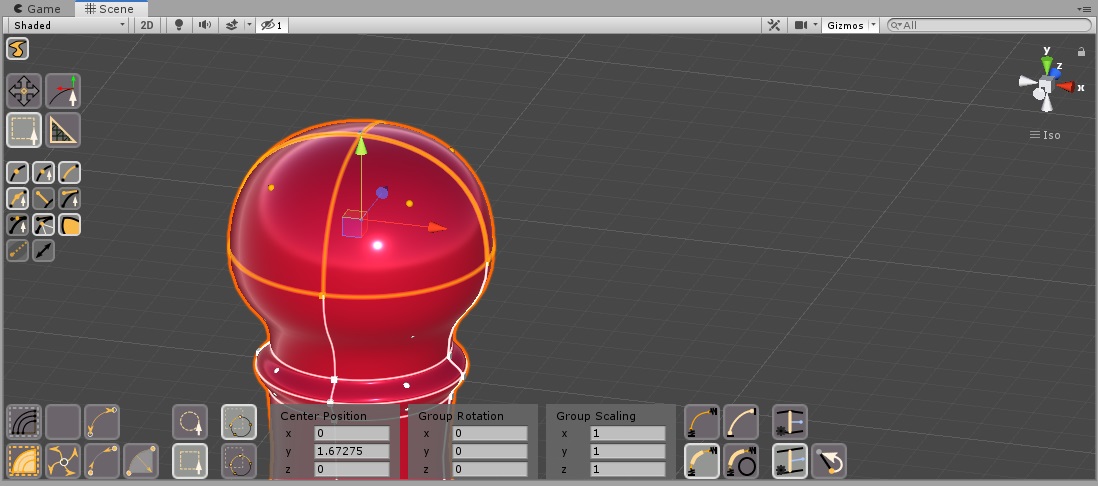 Game
Scene
Shaded
2D
1
Gizmos
All
y
z
x
Iso
Center Position
x 0
y 1.67275
z 0
Group Rotation
x 0
y 0
z 0
Group Scaling
x 1
y 1
z 1